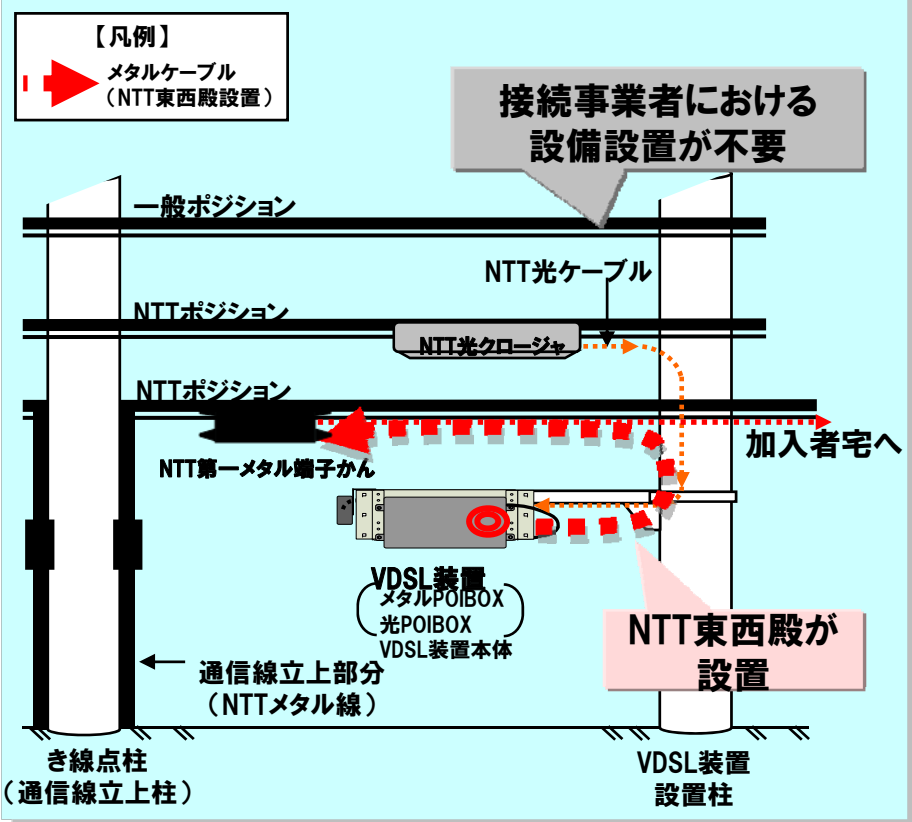 【凡例】
メタルケーブル
（NTT東西殿設置）
接続事業者における
設備設置が不要
一般ポジション
NTT光ケーブル
NTTポジション
NTT光クロージャ
NTTポジション
加入者宅へ
NTT第一メタル端子かん
VDSL装置
メタルPOIBOX
光POIBOX
VDSL装置本体
NTT東西殿が
設置
通信線立上部分
（NTTメタル線）
き線点柱
（通信線立上柱）
VDSL装置
設置柱